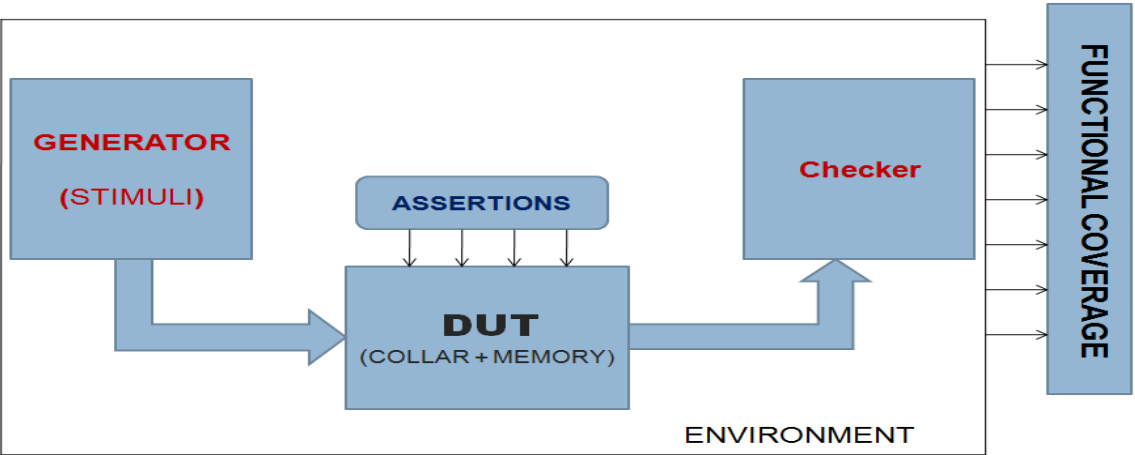 GENERATOR
(STIMULI)
ASSERTIONS
DUT
(COLLAR + MEMORY)
Checker
ENVIRONMENT
FUNCTIONAL COVERAGE